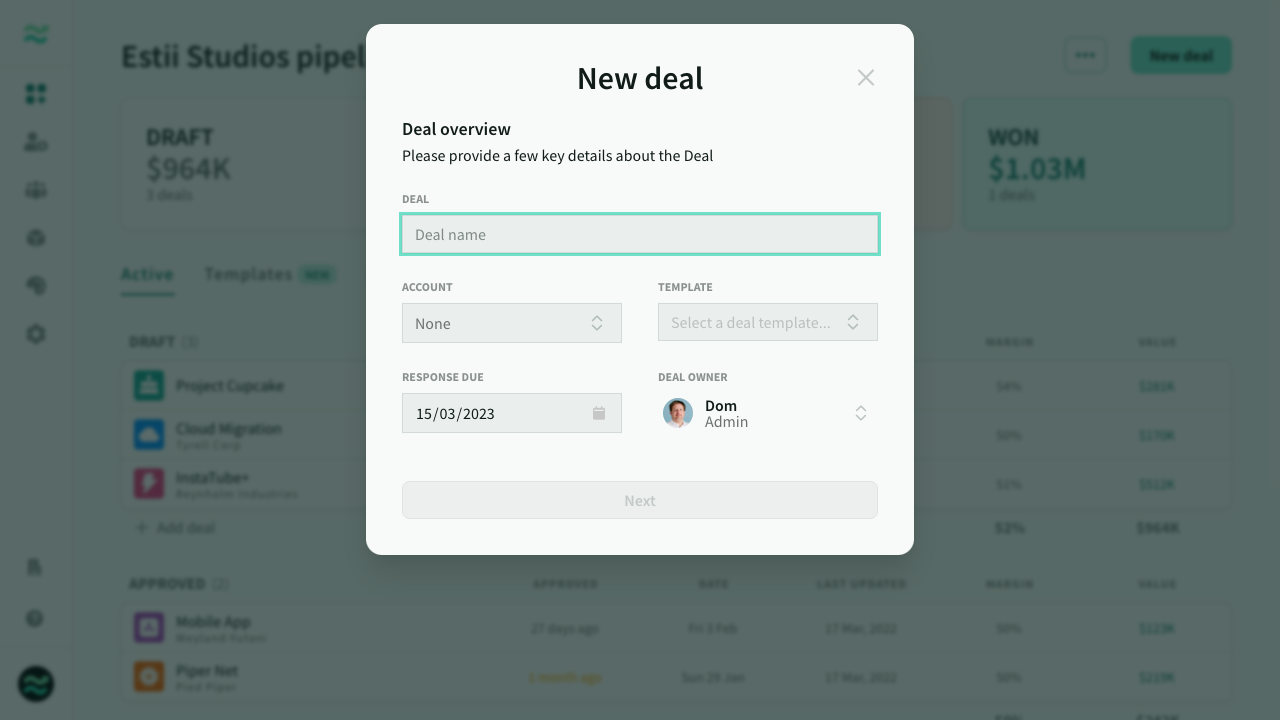 Estii Studios pipel
New deal
DRAFT
$964K
3 deals
WON
$1.03M
1 deals
Active
Templates
NEW
New deal
Deal overview
Please provide a few key details about the Deal
DEAL
Deal name
ACCOUNT
TEMPLATE
None
Select a deal template...
RESPONSE DUE
DEAL OWNER
15/03/2023
Dom
Admin
Next
DRAFT (3)
MARGIN
VALUE
Project Cupcake
54%
$281K
Cloud Migration
Tyrell Corp
50%
$170K
InstaTube+
Reynholm Industries
51%
$512K
Add deal
52%
$964K
APPROVED (2)
APPROVED
DATE
LAST UPDATED
MARGIN
VALUE
Mobile App
Weyland-Yutani
27 days ago
Fri 3 Feb
17 Mar, 2022
50%
$123K
Piper Net
Pied Piper
1 month ago
Sun 29 Jan
17 Mar, 2022
50%
$219K